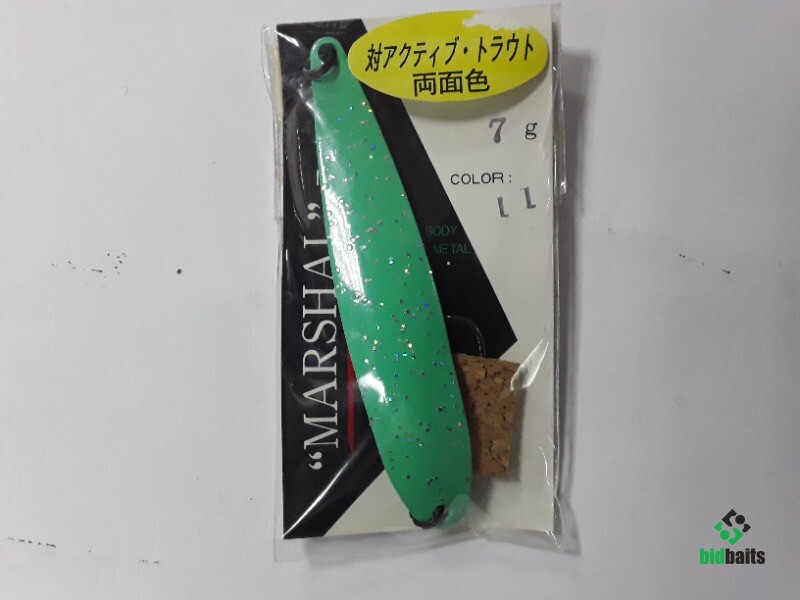 対アクティブ・トラウト
両面色
7 g
COLOR:
11
BODY
METAL
“MARSHAL”
bidbaits